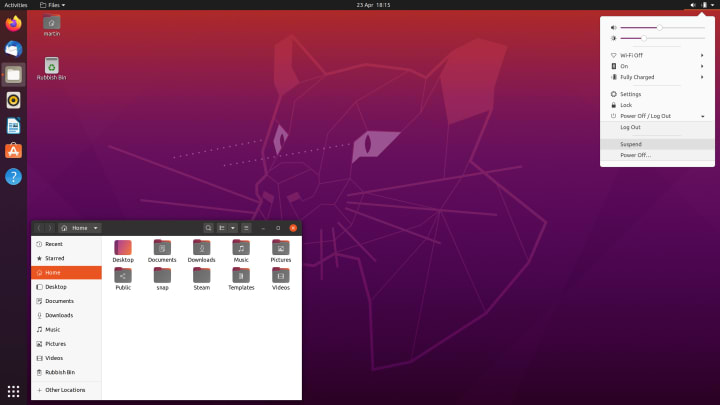 Activities
Files
23 Apr 18:15
martin
Rubbish Bin
Wi-Fi Off
On
Fully Charged
Settings
Lock
Power Off / Log Out
Log Out
Suspend
Power Off...
Home
Recent
Starred
Home
Desktop
Documents
Downloads
Music
Pictures
Videos
Rubbish Bin
Other Locations
Desktop
Documents
Downloads
Music
Pictures
Public
snap
Steam
Templates
Videos